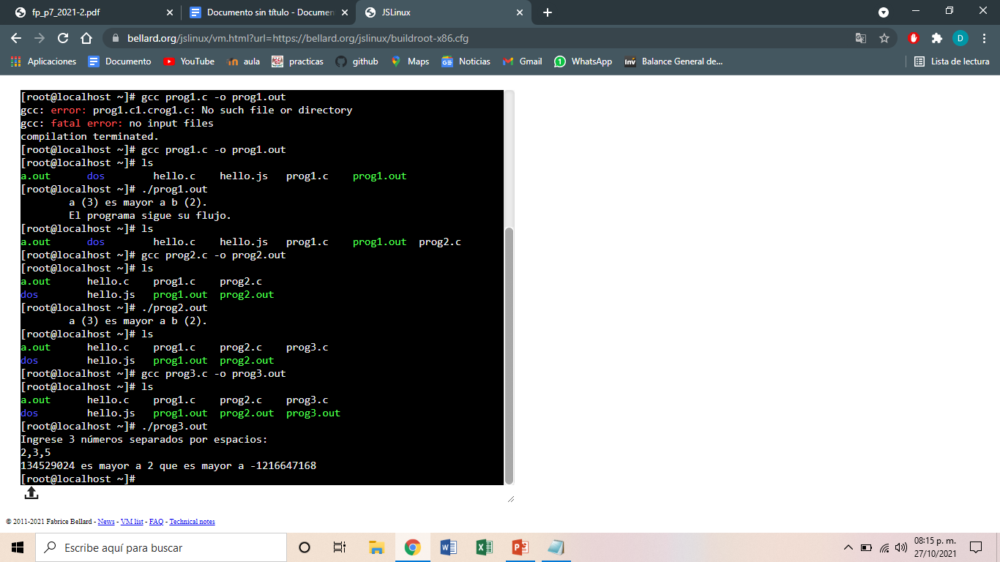 fp_p7_2021-2.pdf
Documento sin título - Documen
JSLinux
bellard.org/jslinux/vm.html?url=https://bellard.org/jslinux/buildroot-x86.cfg
D
Aplicaciones Documento YouTube aula practicas github Maps Noticias Gmail WhatsApp Balance General de... Lista de lectura
[root@localhost ~]# gcc prog1.c -o prog1.out
gcc: error: prog1.c1.crog1.c: No such file or directory
gcc: fatal error: no input files
compilation terminated.
[root@localhost ~]# gcc prog1.c -o prog1.out
[root@localhost ~]# ls
a.out dos hello.c hello.js prog1.c prog1.out
[root@localhost ~]# ./prog1.out
a (3) es mayor a b (2).
El programa sigue su flujo.
[root@localhost ~]# ls
a.out dos hello.c hello.js prog1.c prog1.out prog2.c
[root@localhost ~]# gcc prog2.c -o prog2.out
[root@localhost ~]# ls
a.out hello.c prog1.c prog2.c
dos hello.js prog1.out prog2.out
[root@localhost ~]# ./prog2.out
a (3) es mayor a b (2).
[root@localhost ~]# ls
a.out hello.c prog1.c prog2.c prog3.c
dos hello.js prog1.out prog2.out
[root@localhost ~]# gcc prog3.c -o prog3.out
[root@localhost ~]# ls
a.out hello.c prog1.c prog2.c prog3.c
dos hello.js prog1.out prog2.out prog3.out
[root@localhost ~]# ./prog3.out
Ingrese 3 números separados por espacios:
2,3,5
134529024 es mayor a 2 que es mayor a -1216647168
[root@localhost ~]#
© 2011-2021 Fabrice Bellard - News - VM list - FAQ - Technical notes
Escribe aquí para buscar
08:15 p. m.
27/10/2021